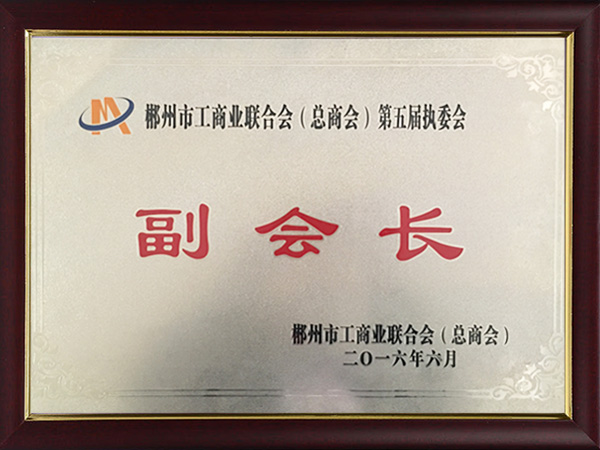 郴州市工商业联合会（总商会）第五届执委会
副会长
郴州市工商业联合会（总商会）
二〇一六年六月